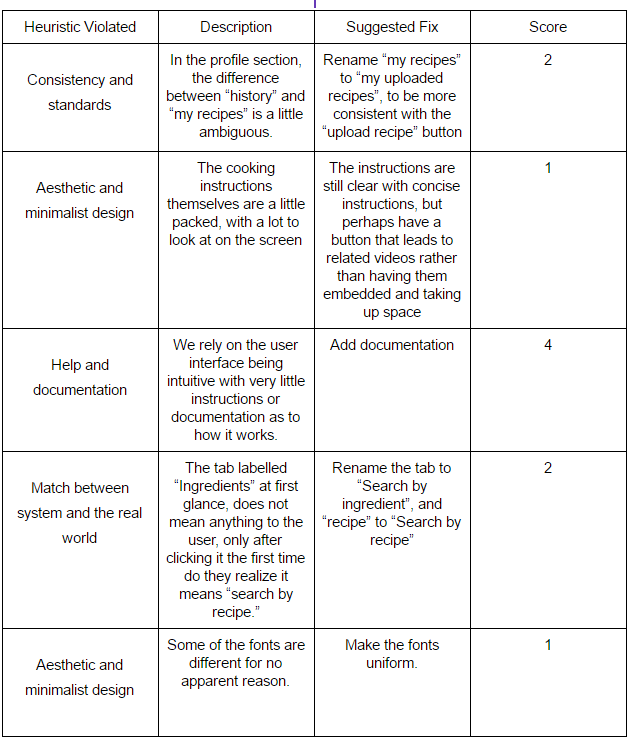 Heuristic Violated
Description
Suggested Fix
Score
Consistency and
standards
In the profile section,
the difference
between “history” and
“my recipes” is a little
ambiguous.
Rename “my recipes”
to “my uploaded
recipes”, to be more
consistent with the
“upload recipe” button
2
Aesthetic and
minimalist design
The cooking
instructions
themselves are a little
packed, with a lot to
look at on the screen
The instructions are
still clear with concise
instructions, but
perhaps have a
button that leads to
related videos rather
than having them
embedded and taking
up space
1
Help and
documentation
We rely on the user
interface being
intuitive with very little
instructions or
documentation as to
how it works.
Add documentation
4
Match between
system and the real
world
The tab labelled
“Ingredients” at first
glance, does not
mean anything to the
user, only after
clicking it the first time
do they realize it
means “search by
recipe.”
Rename the tab to
“Search by
ingredient”, and
“recipe” to “Search by
recipe”
2
Aesthetic and
minimalist design
Some of the fonts are
different for no
apparent reason.
Make the fonts
uniform.
1